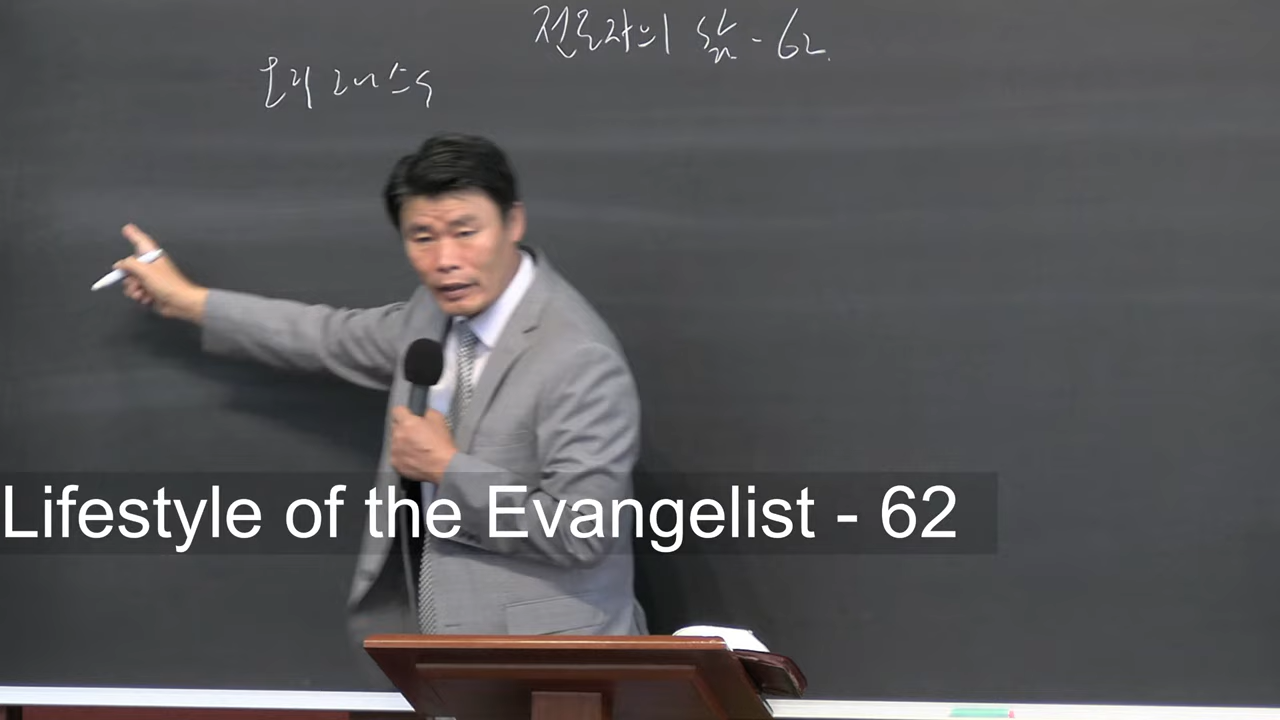 전도자의 삶 - 62
Lifestyle of the Evangelist - 62